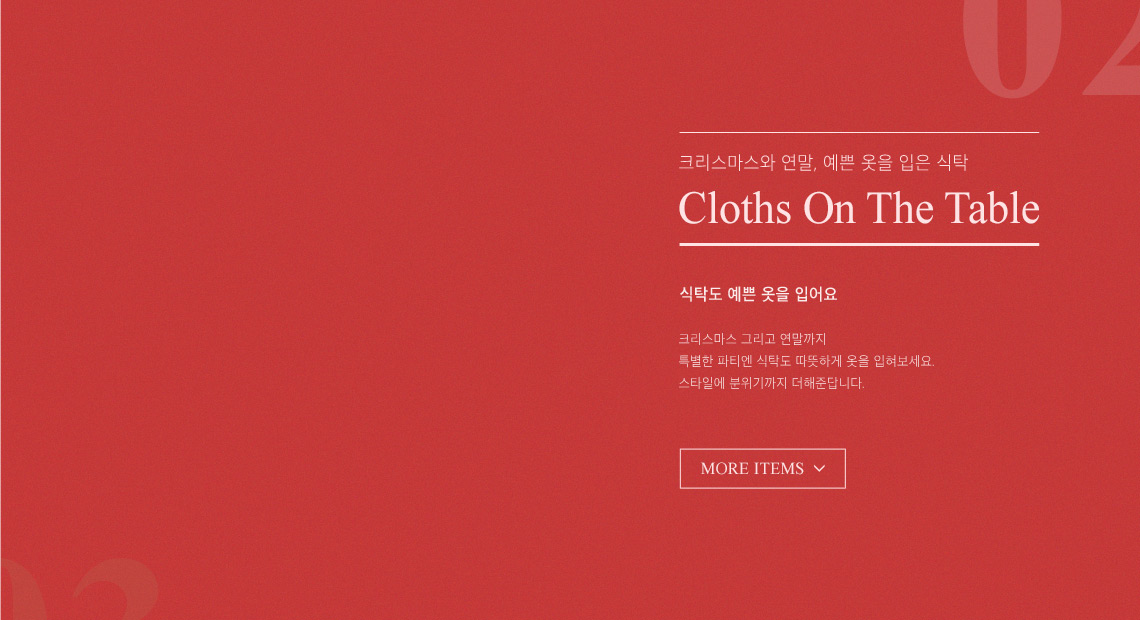 02
크리스마스와 연말, 예쁜 옷을 입은 식탁
Cloths On The Table
식탁도 예쁜 옷을 입어요
크리스마스 그리고 연말까지
특별한 파티엔 식탁도 따뜻하게 옷을 입혀보세요.
스타일에 분위기까지 더해준답니다.
MORE ITEMS